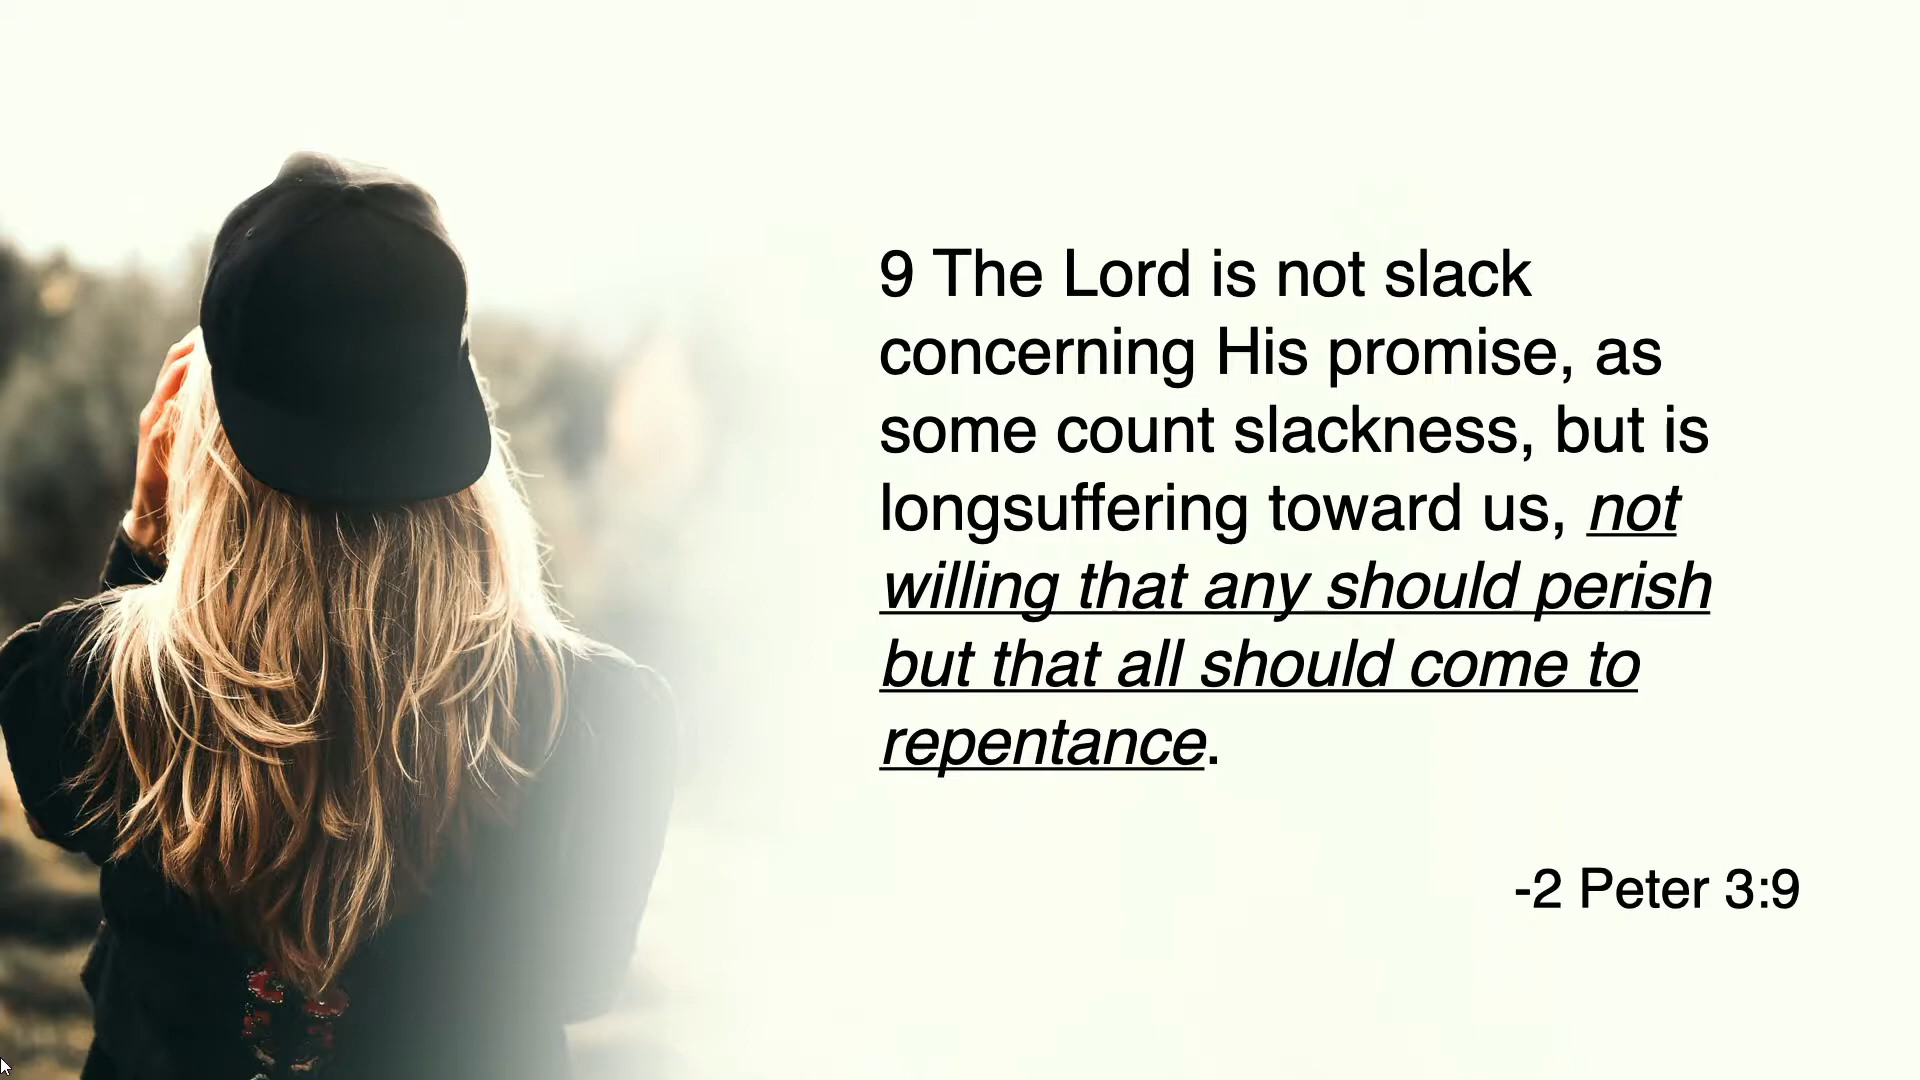 9 The Lord is not slack
concerning His promise, as
some count slackness, but is
longsuffering toward us, not
willing that any should perish
but that all should come to
repentance.
-2 Peter 3:9